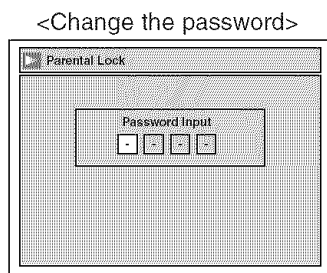 <Change the password>
Parental Lock
Password Input
- - - -